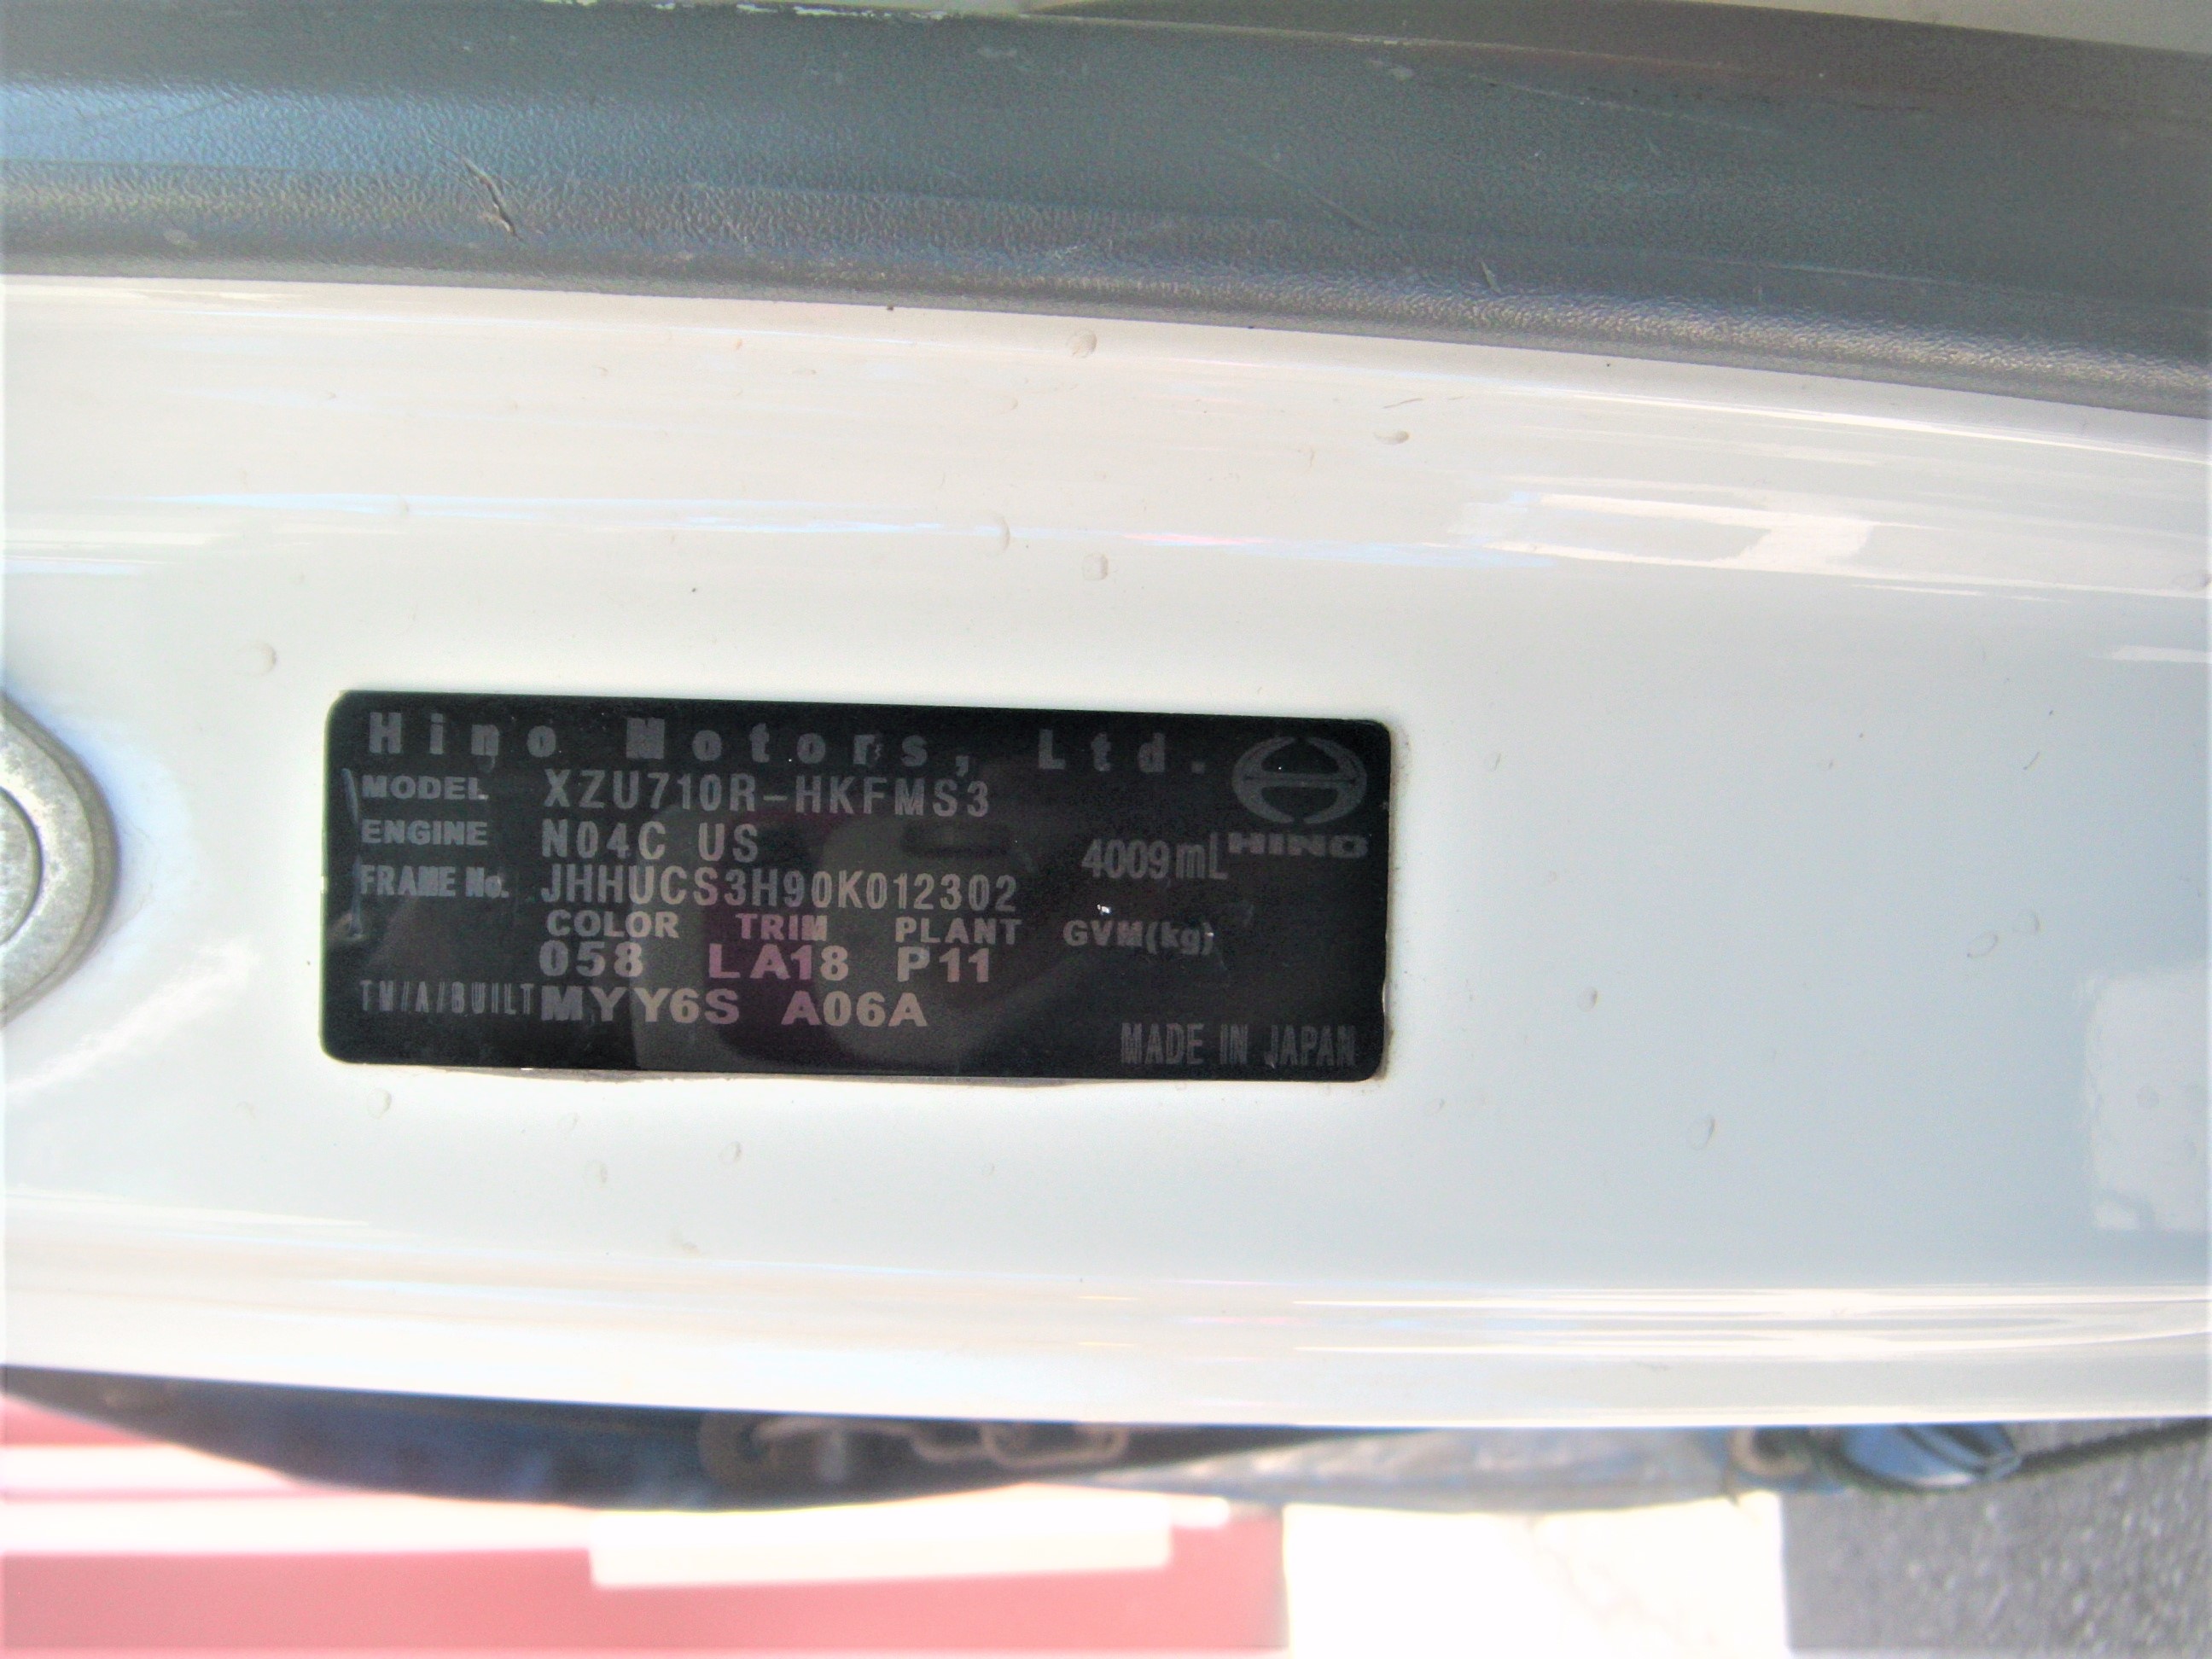 Hino Motors, Ltd.
MODEL XZU710R-HKFMS3
ENGINE N04C US 4009mL HINO
FRAME No. JHHUCS3H90K012302
COLOR TRIM PLANT GVM(kg)
058 LA18 P11
TM/A/BUILT MYY6S A06A
MADE IN JAPAN